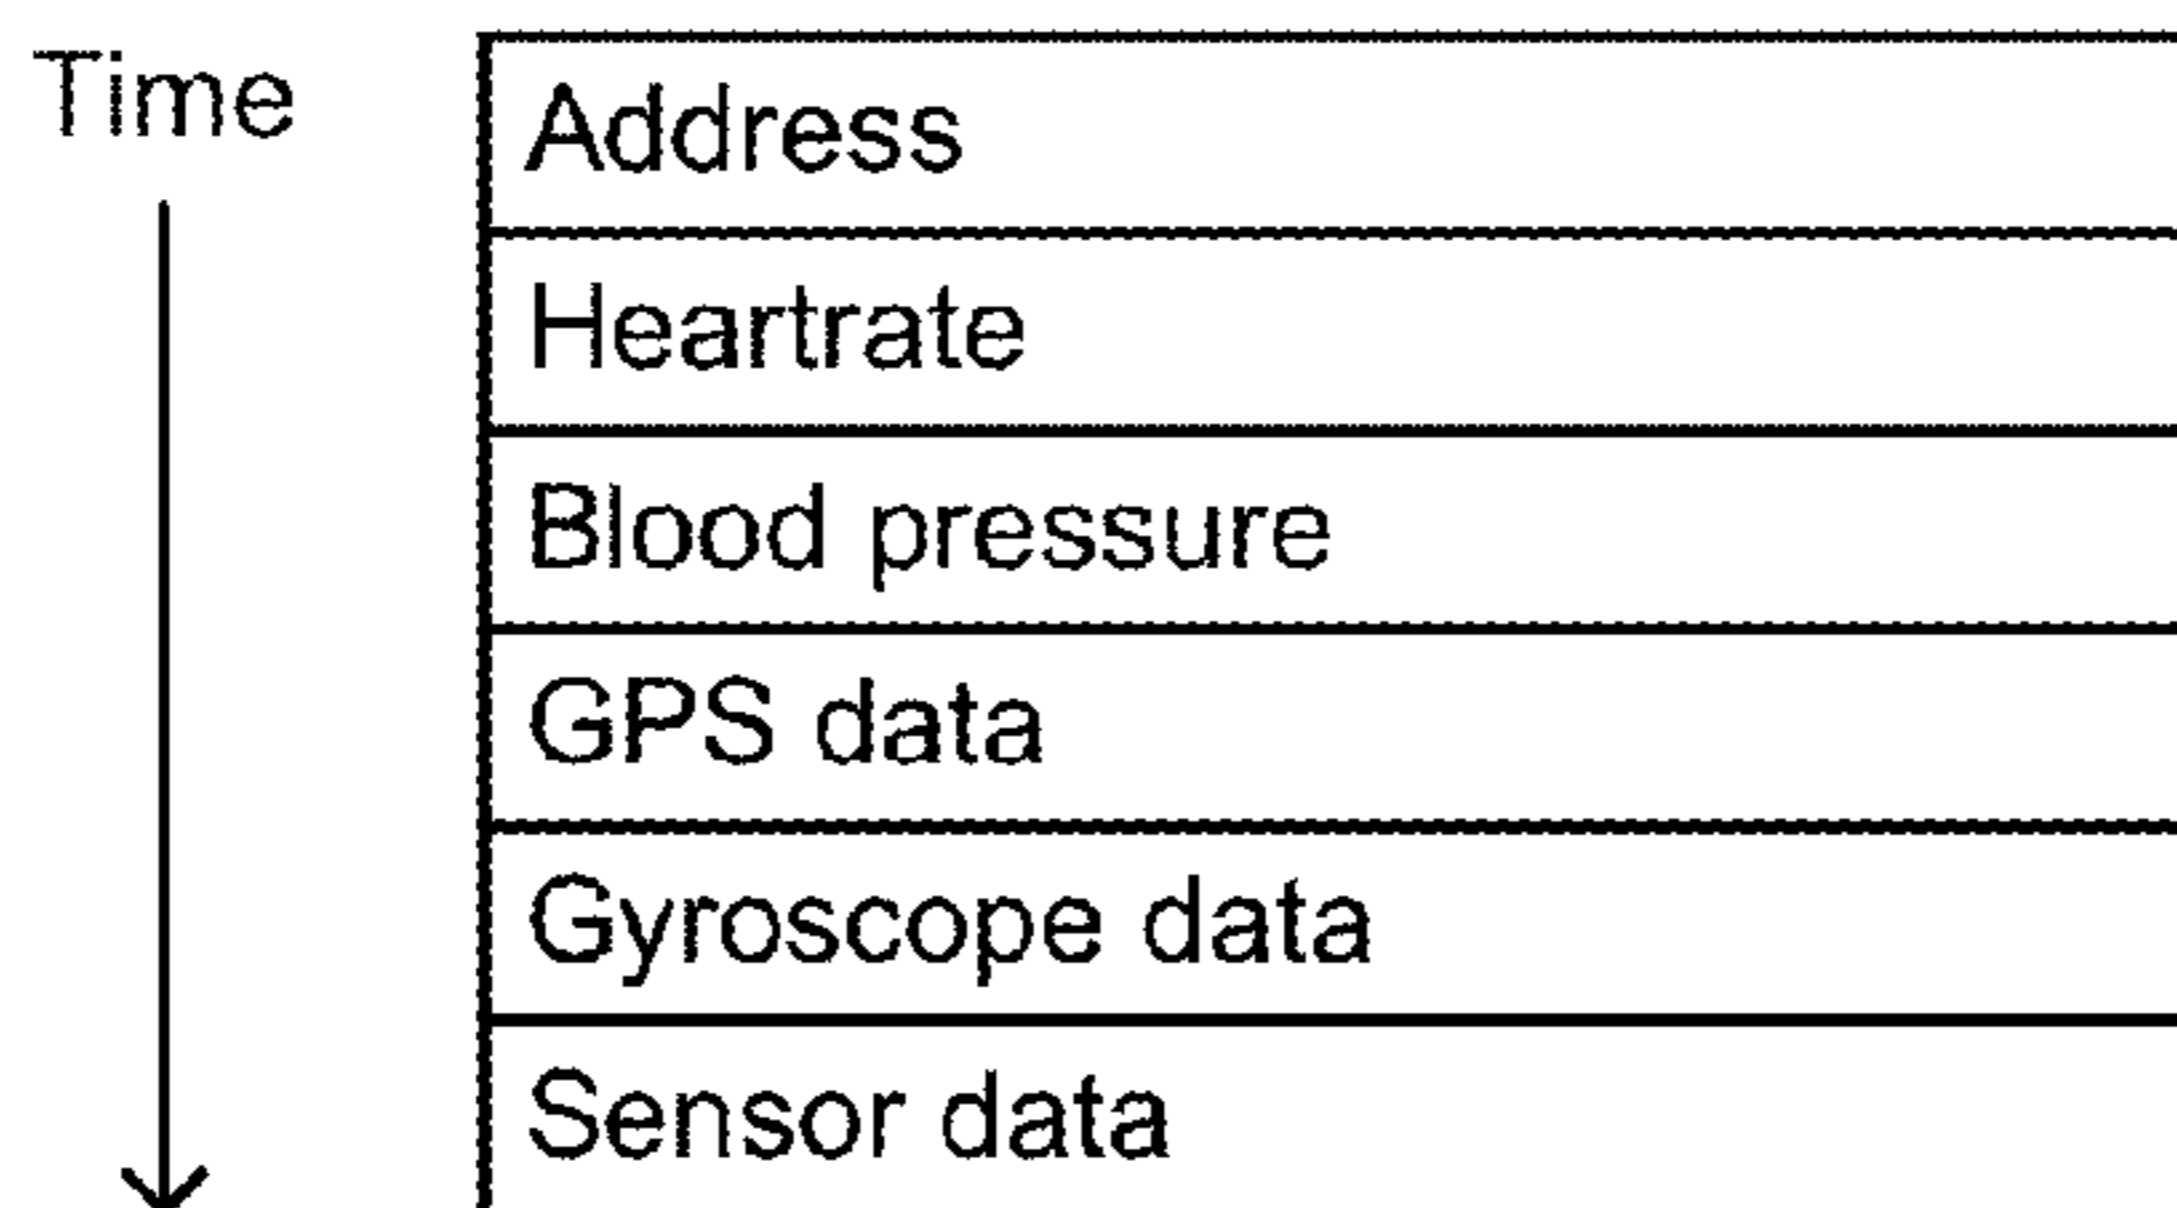 Time
Address
Heartrate
Blood pressure
GPS data
Gyroscope data
Sensor data